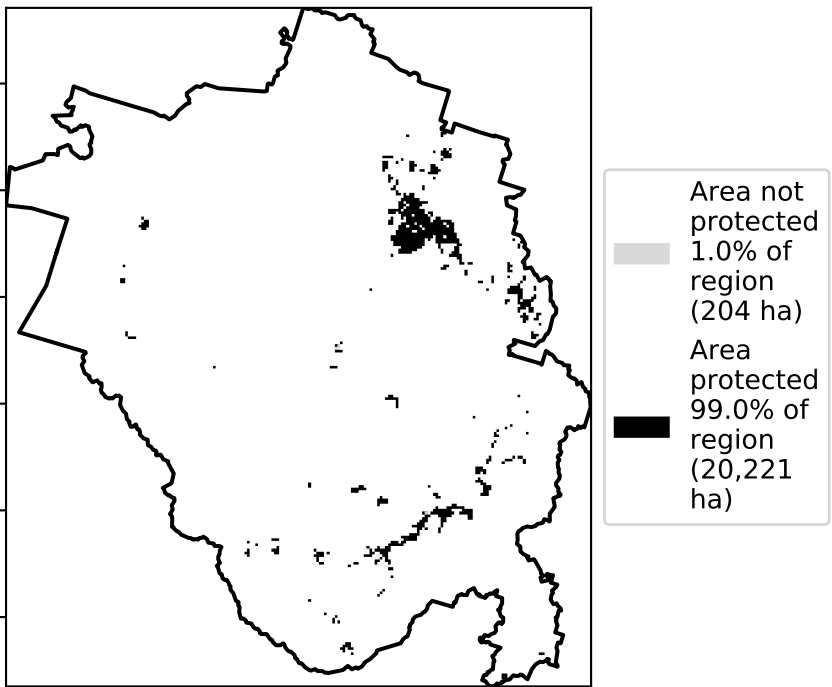 Area not
protected
1.0% of
region
(204 ha)
Area
protected
99.0% of
region
(20,221
ha)